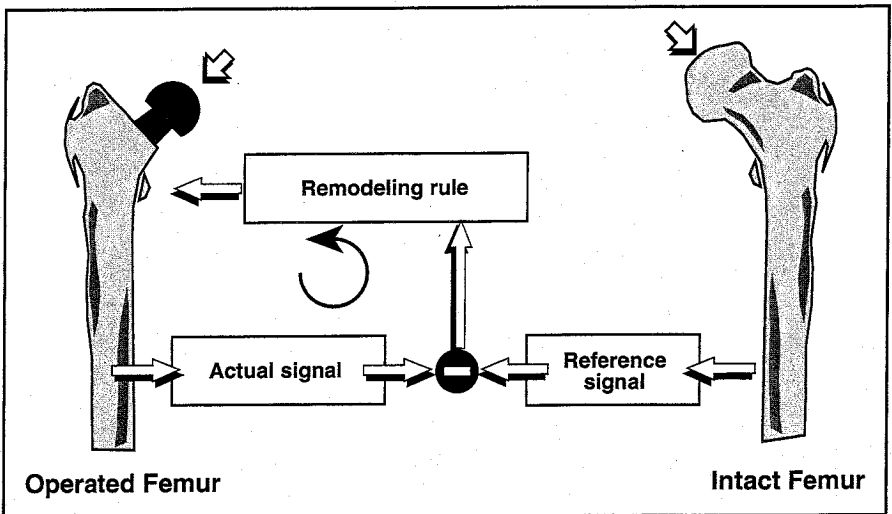 Remodeling rule
Actual signal
Reference
signal
Operated Femur
Intact Femur